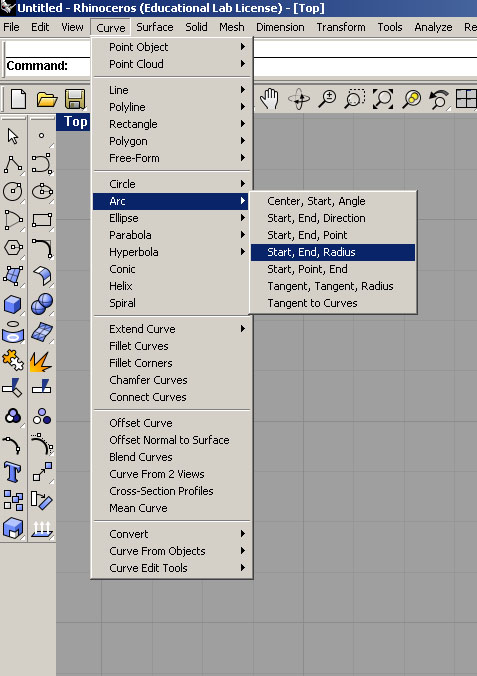 Untitled - Rhinoceros (Educational Lab License) - [Top]
File Edit View Curve Surface Solid Mesh Dimension Transform Tools Analyze Re
Command:
Top
Point Object
Point Cloud
Line
Polyline
Rectangle
Polygon
Free-Form
Circle
Arc
Ellipse
Parabola
Hyperbola
Conic
Helix
Spiral
Extend Curve
Fillet Curves
Fillet Corners
Chamfer Curves
Connect Curves
Offset Curve
Offset Normal to Surface
Blend Curves
Curve From 2 Views
Cross-Section Profiles
Mean Curve
Convert
Curve From Objects
Curve Edit Tools
Center, Start, Angle
Start, End, Direction
Start, End, Point
Start, End, Radius
Start, Point, End
Tangent, Tangent, Radius
Tangent to Curves